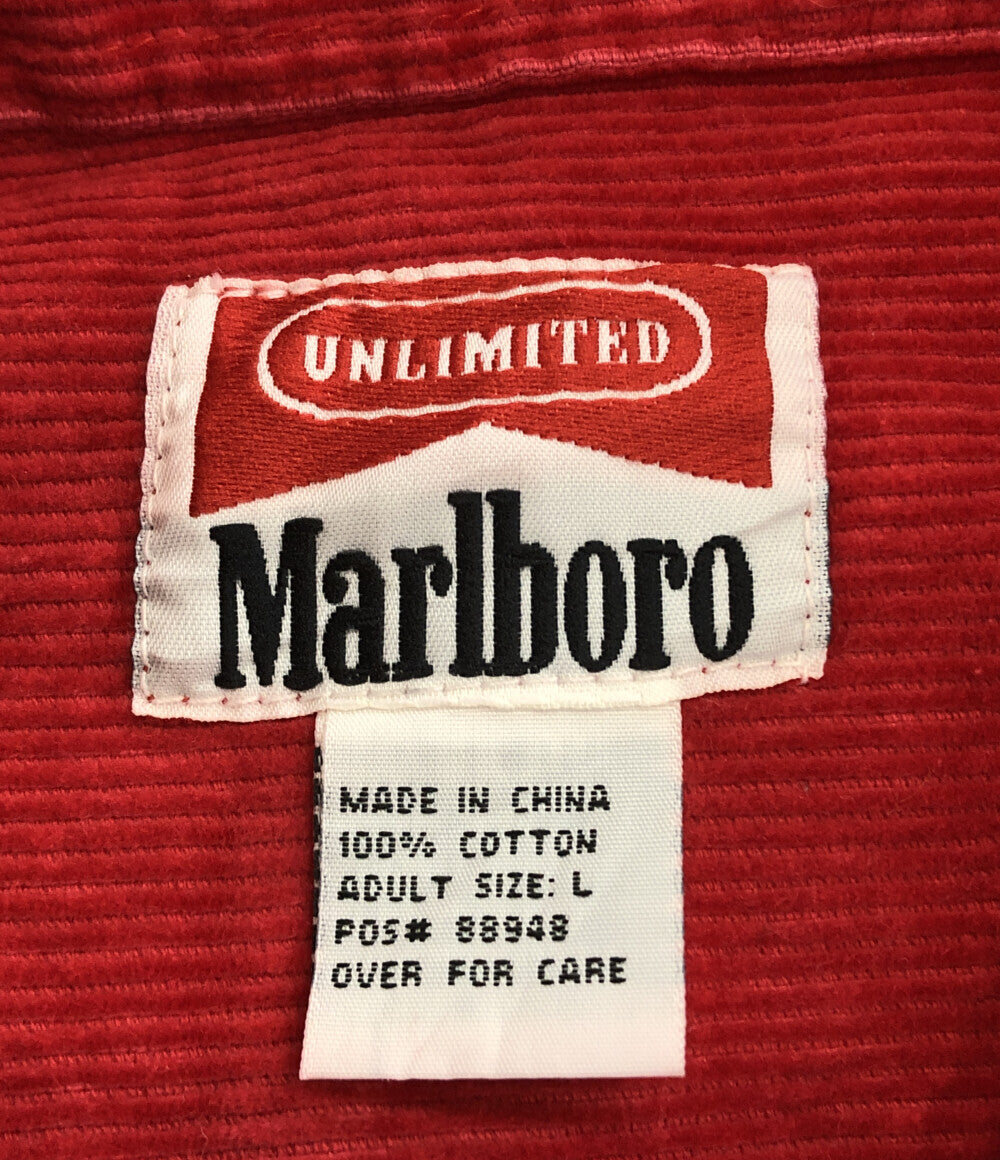 UNLIMITED
Marlboro
MADE IN CHINA
100% COTTON
ADULT SIZE: L
POS# 88948
OVER FOR CARE